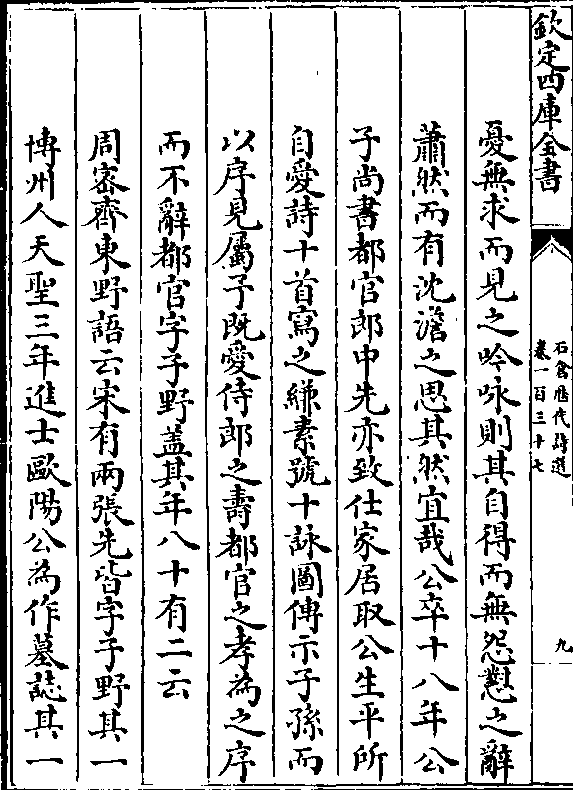 欽定四庫全書
石倉歷代詩選
卷一百三十七
九
憂無求而見之吟咏則其自得而無怨懟之辭
蕭然而有沈澹之思其然宜哉公卒十八年公
子尚書都官郎中先亦致仕家居取公生平所
自愛詩十首寫之縑素號十詠圖傳示子孫而
以序見屬予既愛侍郎之壽都官之孝為之序
而不辭都官字子野蓋其年八十有二云
周密齊東野語云宋有兩張先皆字子野其一
博州人天聖三年進士歐陽公為作墓誌其一